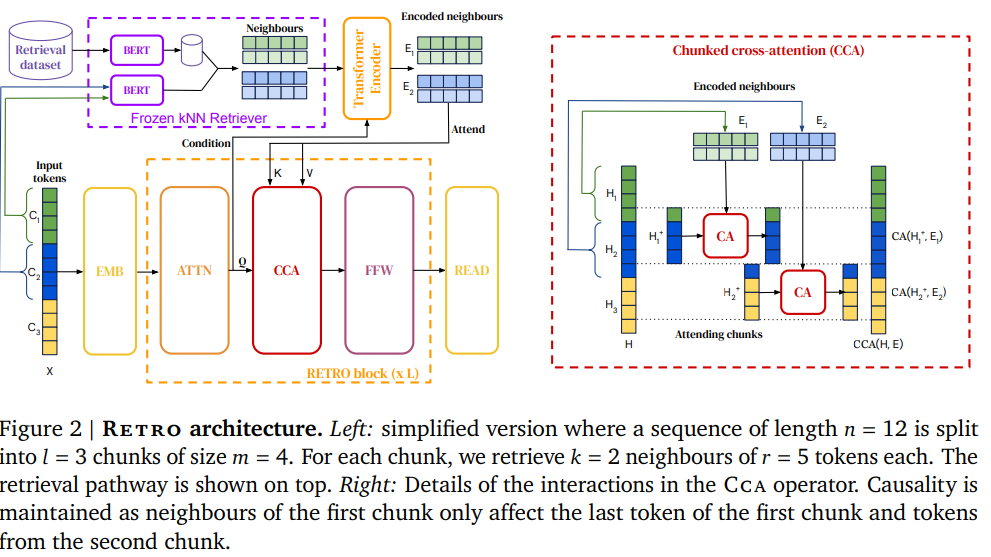 Retrieval
dataset
BERT
BERT
Neighbours
Frozen kNN Retriever
Transformer
Encoder
Encoded neighbours
E1
E2
Condition
Attend
K
V
Input
tokens
C1
C2
C3
X
EMB
ATTN
Q
CCA
FFW
READ
RETRO block (x L)
Chunked cross-attention (CCA)
Encoded neighbours
E1
E2
H1
H2
H3
H
H1+
CA
H2+
CA
Attending chunks
CA(H1+, E1)
CA(H2+, E2)
CCA(H, E)
Figure 2 | RETRO architecture. Left: simplified version where a sequence of length n = 12 is split
into l = 3 chunks of size m = 4. For each chunk, we retrieve k = 2 neighbours of r = 5 tokens each. The
retrieval pathway is shown on top. Right: Details of the interactions in the CCA operator. Causality is
maintained as neighbours of the first chunk only affect the last token of the first chunk and tokens
from the second chunk.